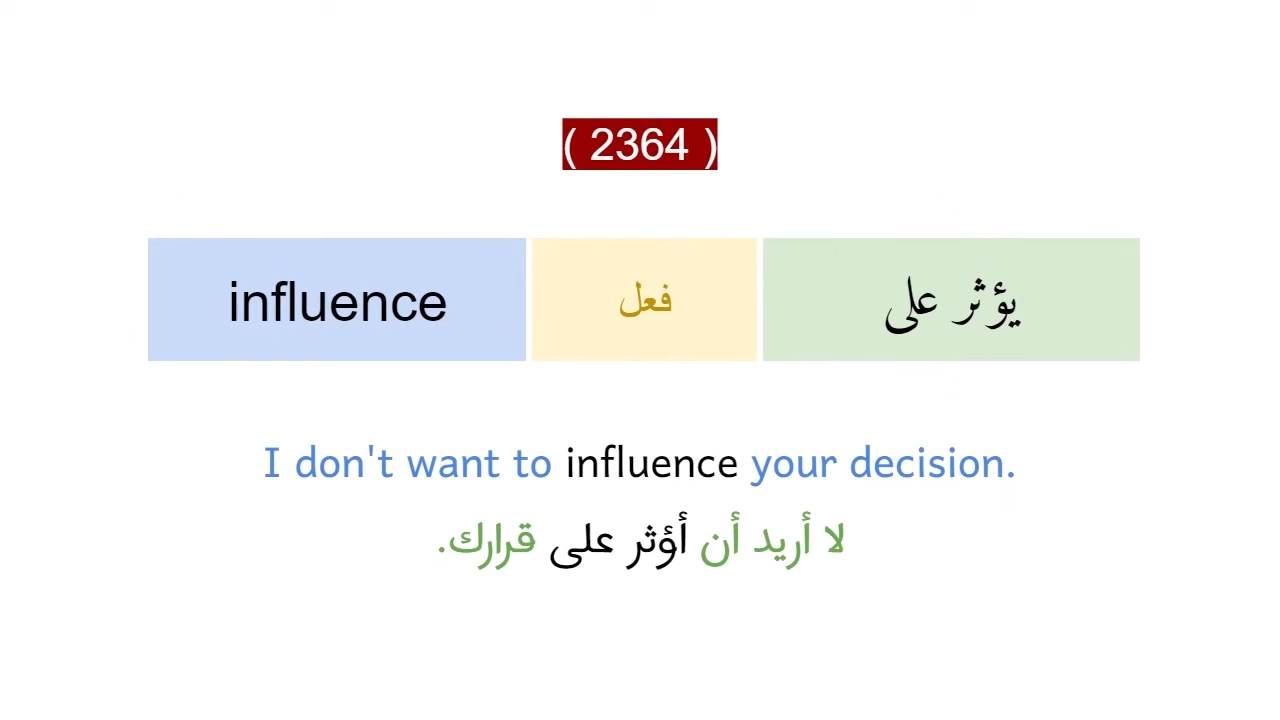 ( 2364 )
influence فعل يؤثر على
I don't want to influence your decision.
لا أريد أن أؤثر على قرارك.